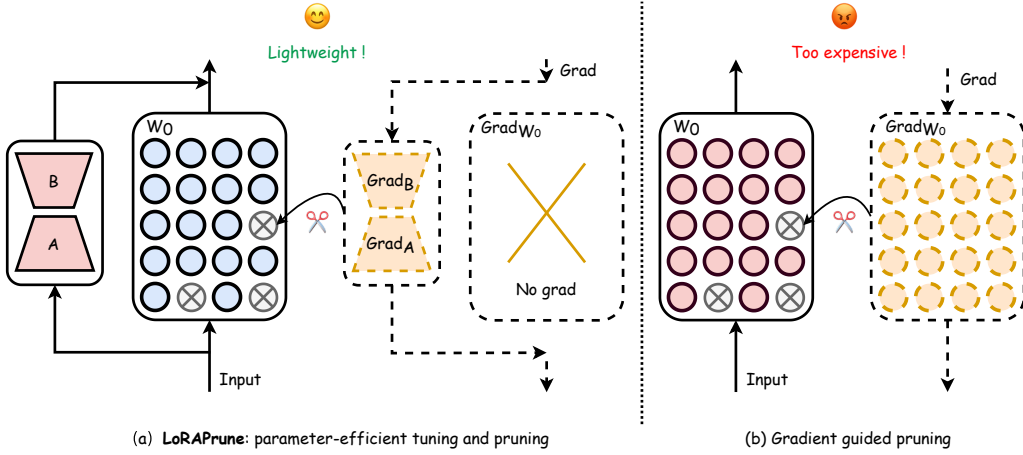 Lightweight !
Too expensive !
Grad
Grad
W0
GradW0
W0
GradW0
B
GradB
A
GradA
No grad
Input
Input
(a) LoRAPrune: parameter-efficient tuning and pruning
(b) Gradient guided pruning